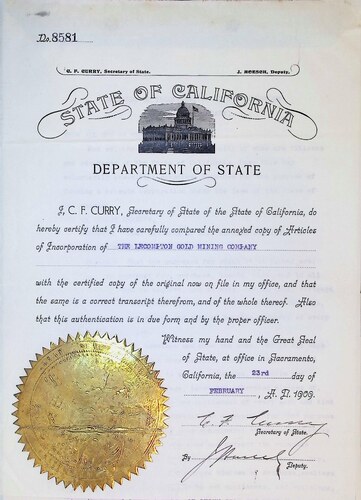 No. 8581
C. F. CURRY, Secretary of State. J. HOESCH, Deputy.
STATE OF CALIFORNIA
DEPARTMENT OF STATE
I, C. F. CURRY, Secretary of State of the State of California, do
hereby certify that I have carefully compared the annexed copy of Articles
of Incorporation of THE LECOMPTON GOLD MINING COMPANY
with the certified copy of the original now on file in my office, and that
the same is a correct transcript therefrom, and of the whole thereof. Also
that this authentication is in due form and by the proper officer.
Witness my hand and the Great Seal
of State, at office in Sacramento,
California, the 23rd day of
FEBRUARY, A. D. 1909.
C. F. Curry
Secretary of State.
By J. Hoesch
Deputy.